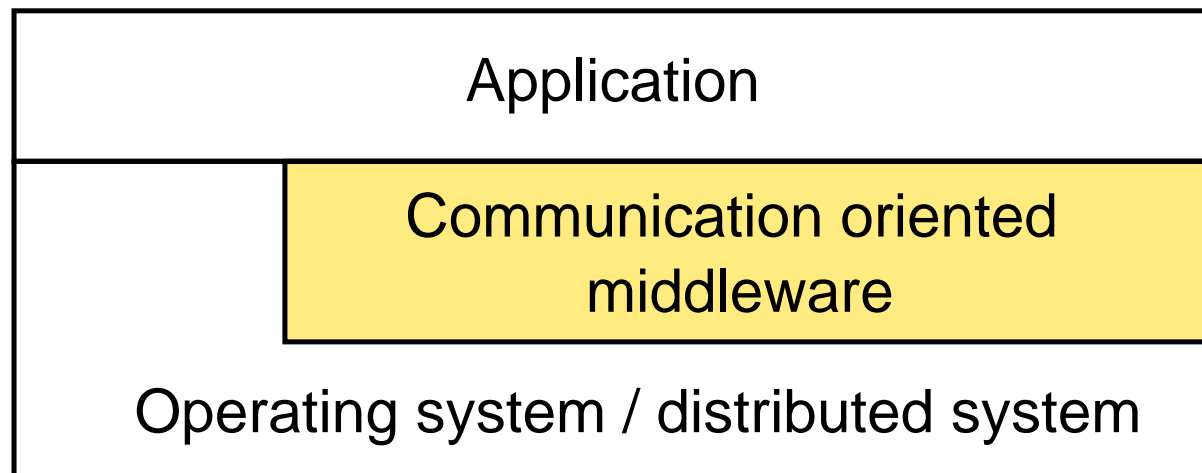 Application
Communication oriented
middleware
Operating system / distributed system